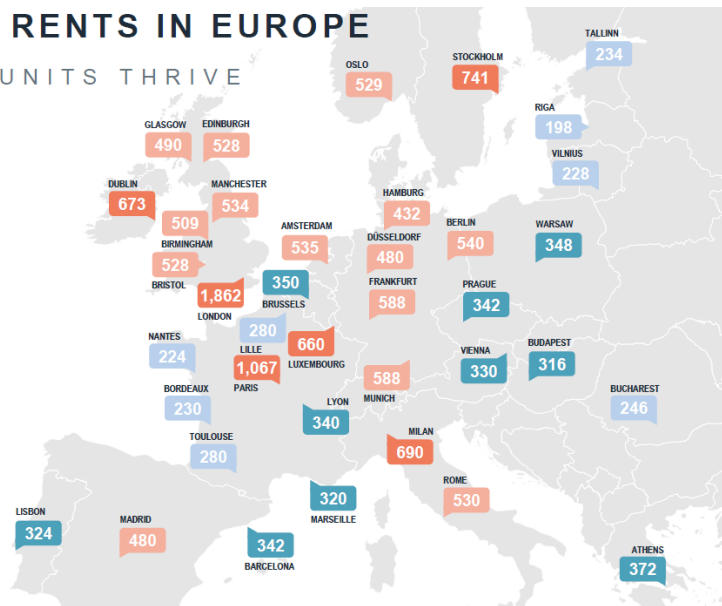 RENTS IN EUROPE
UNITS THRIVE
TALLINN
234
OSLO
529
STOCKHOLM
741
RIGA
198
GLASGOW
490
EDINBURGH
528
VILNIUS
228
DUBLIN
673
MANCHESTER
534
HAMBURG
432
509
BIRMINGHAM
AMSTERDAM
535
BERLIN
540
WARSAW
348
DÜSSELDORF
480
528
BRISTOL
350
BRUSSELS
FRANKFURT
588
PRAGUE
342
1,862
LONDON
280
LILLE
NANTES
224
660
LUXEMBOURG
1,067
PARIS
VIENNA
330
BUDAPEST
316
588
MUNICH
BORDEAUX
230
LYON
340
BUCHAREST
246
TOULOUSE
280
MILAN
690
320
MARSEILLE
ROME
530
LISBON
324
MADRID
480
342
BARCELONA
ATHENS
372